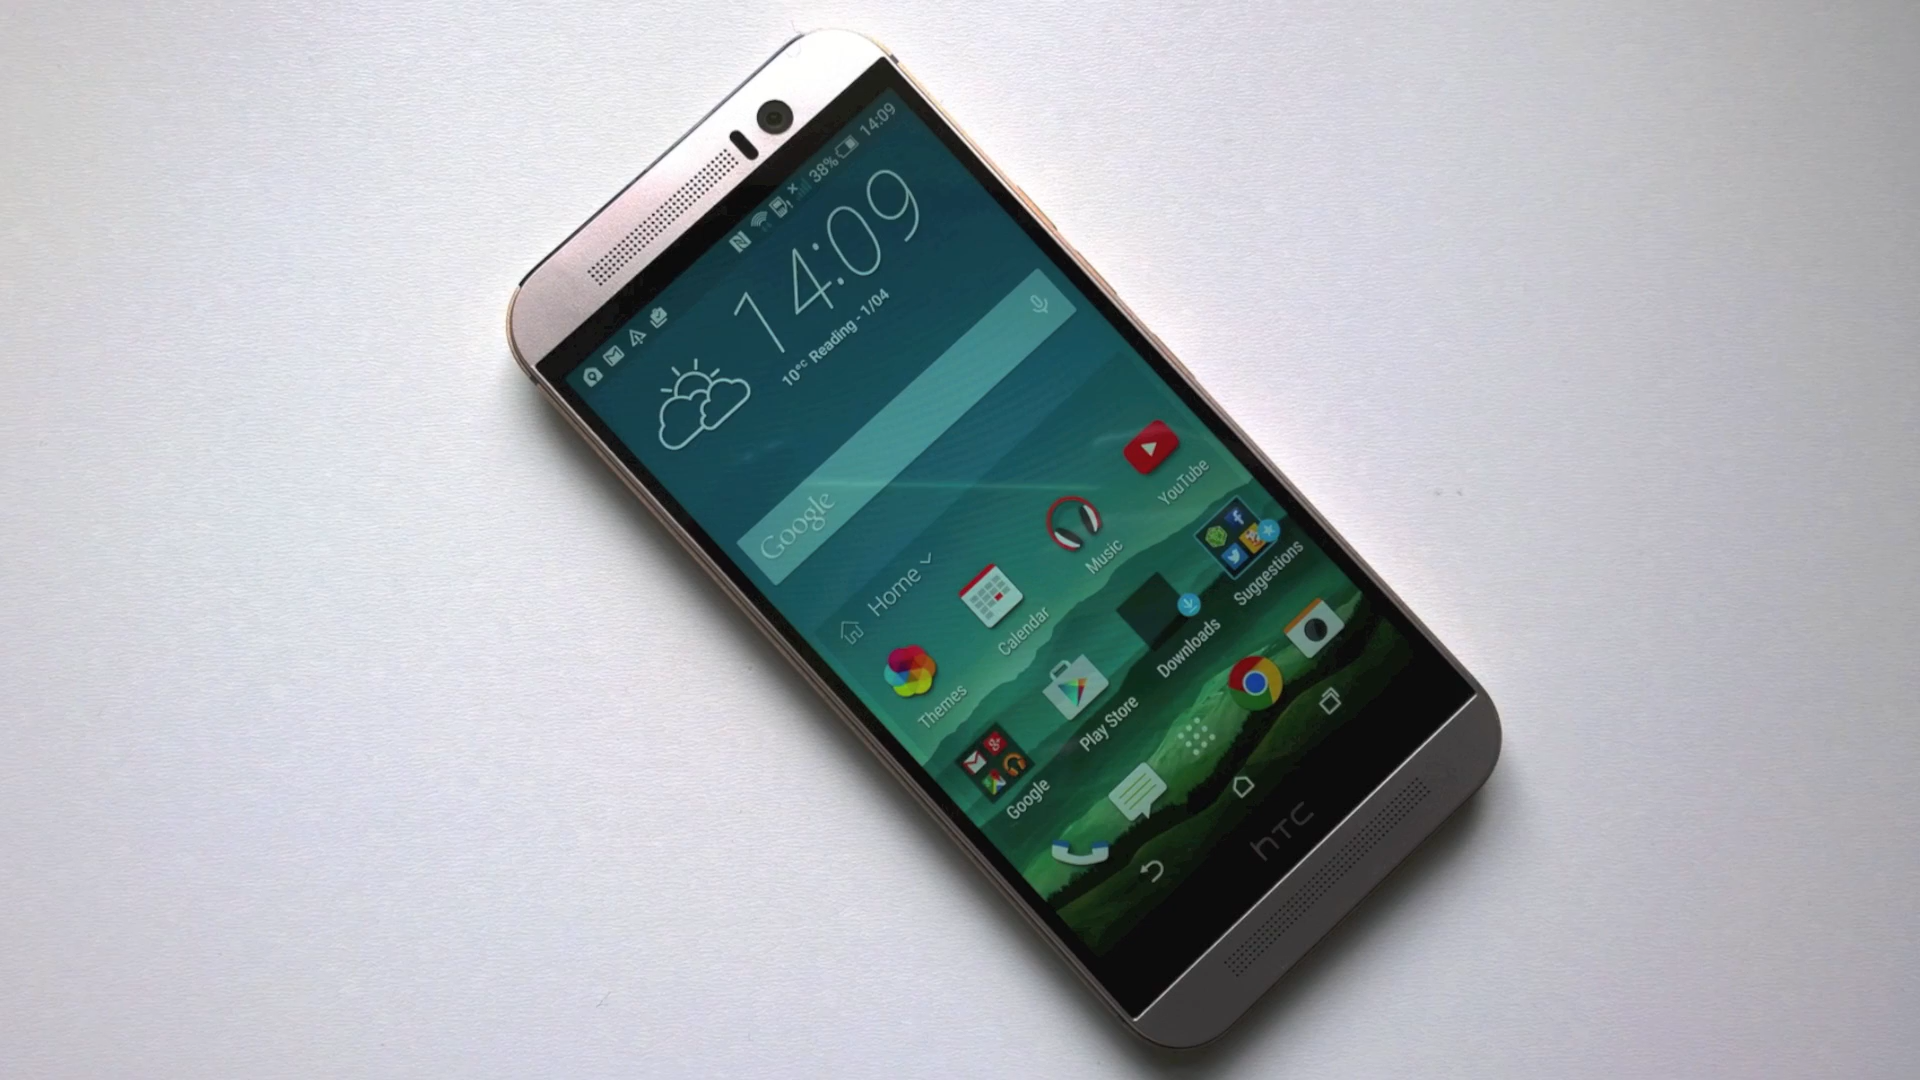 38% 14:09
14:09
10°C Reading - 1/04
Google
Home
Themes
Calendar
Music
YouTube
Google
Play Store
Downloads
Suggestions
hTC